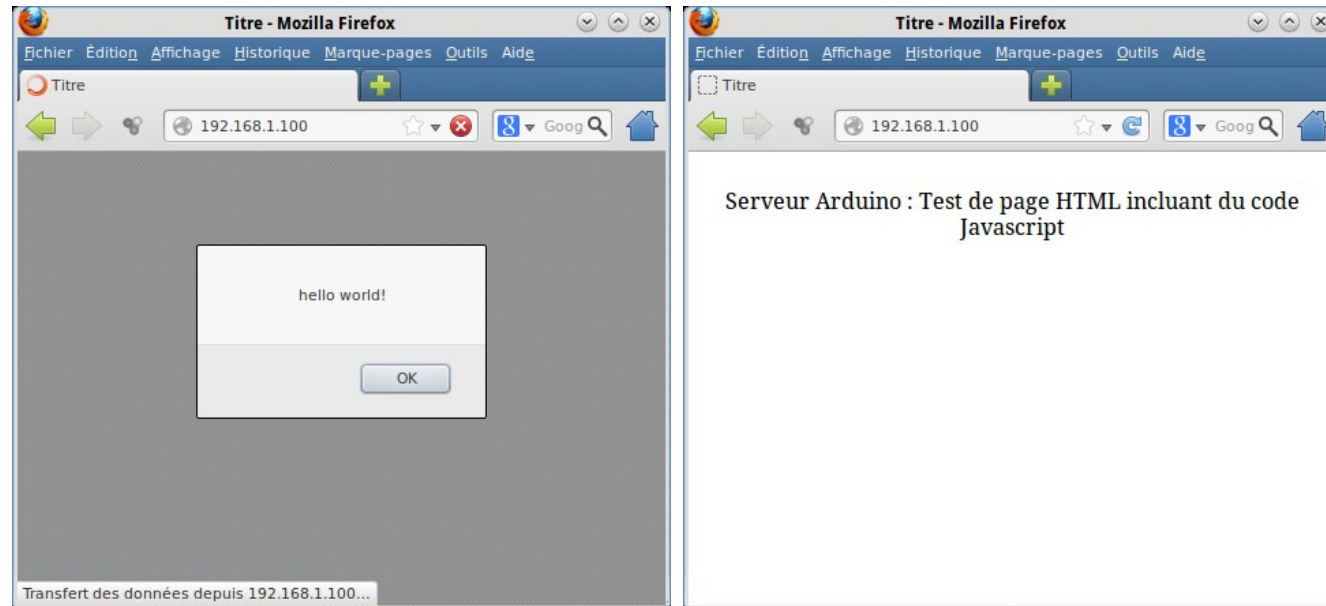 Titre - Mozilla Firefox
Fichier Édition Affichage Historique Marque-pages Outils Aide
Titre
192.168.1.100
8 Goog
hello world!
OK
Transfert des données depuis 192.168.1.100...
Titre - Mozilla Firefox
Fichier Édition Affichage Historique Marque-pages Outils Aide
Titre
192.168.1.100
8 Goog
Serveur Arduino : Test de page HTML incluant du code
Javascript